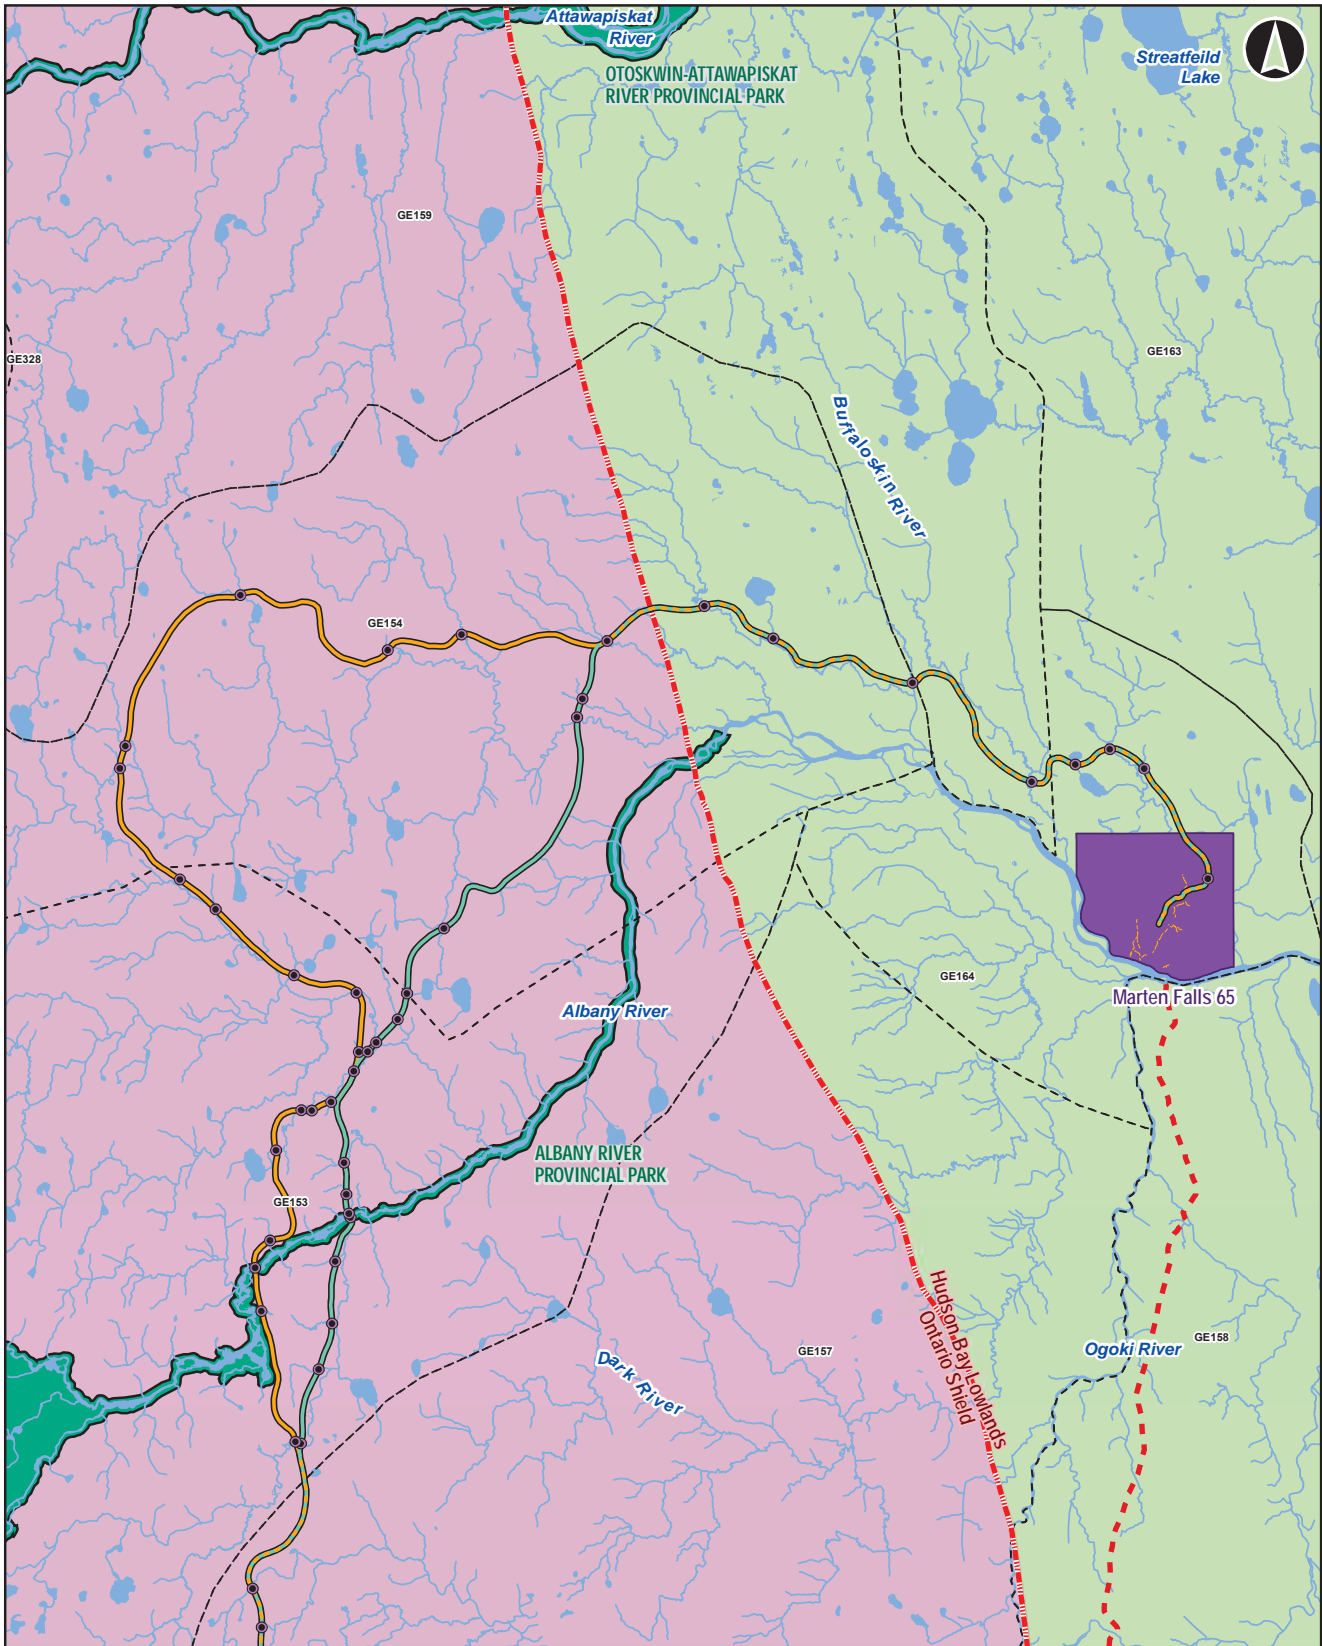 Attawapiskat
River
Streatfeild
Lake
OTOSKWIN-ATTAWAPISKAT
RIVER PROVINCIAL PARK
GE159
GE163
GE328
Buffaloskin River
GE154
GE164
Marten Falls 65
Albany River
ALBANY RIVER
PROVINCIAL PARK
GE153
Hudson Bay Lowlands
Ontario Shield
GE158
Ogoki River
GE157
Dark River